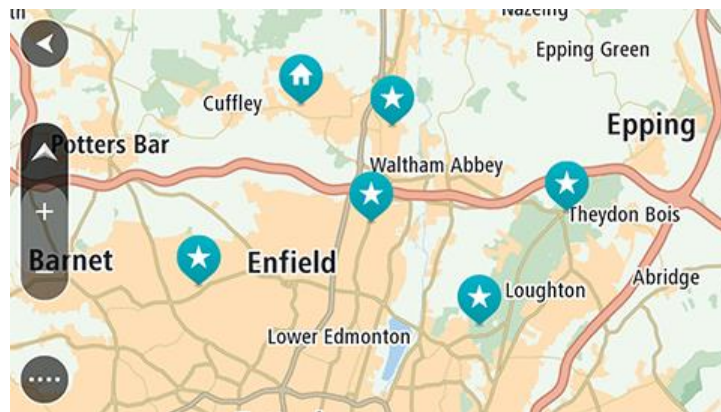 Nazeing
Epping Green
Cuffley
Epping
Potters Bar
Waltham Abbey
Theydon Bois
Barnet
Enfield
Abridge
Loughton
Lower Edmonton